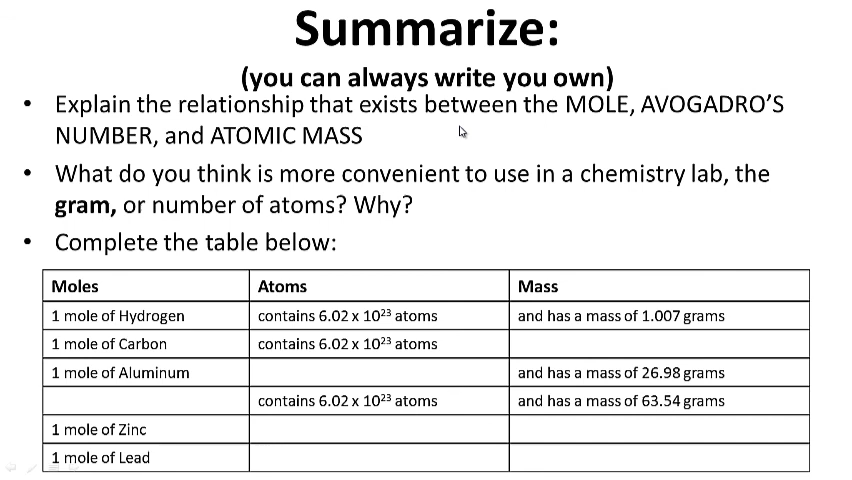 Summarize:
(you can always write you own)
• Explain the relationship that exists between the MOLE, AVOGADRO’S
NUMBER, and ATOMIC MASS
• What do you think is more convenient to use in a chemistry lab, the
gram, or number of atoms? Why?
• Complete the table below:
Moles Atoms Mass
1 mole of Hydrogen contains 6.02 x 10²³ atoms and has a mass of 1.007 grams
1 mole of Carbon contains 6.02 x 10²³ atoms
1 mole of Aluminum and has a mass of 26.98 grams
contains 6.02 x 10²³ atoms and has a mass of 63.54 grams
1 mole of Zinc
1 mole of Lead